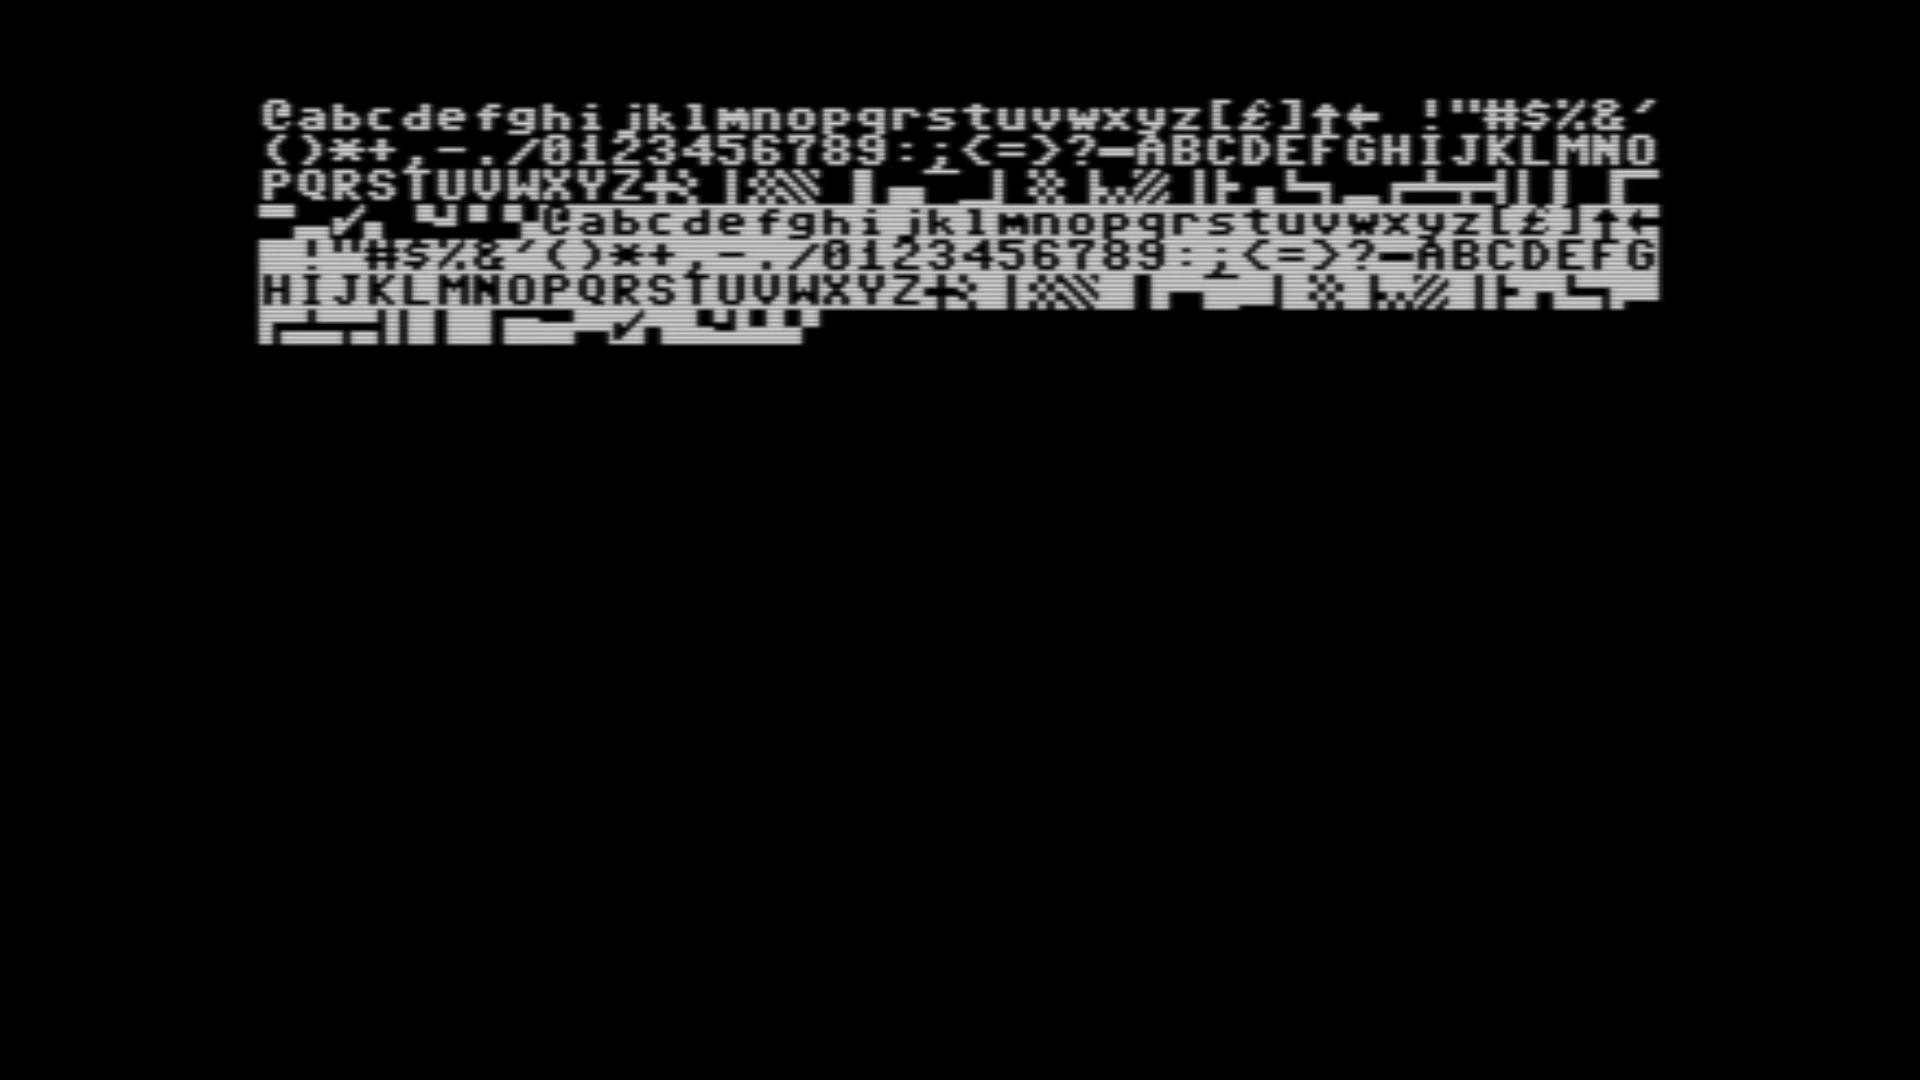 @abcdefghijklmnopqrstuvwxyz[£]↑← !"#$%&´
()*+,-./0123456789:;<=>?─ABCDEFGHIJKLMNO
PQRSTUVWXYZ┼
✓ @abcdefghijklmnopqrstuvwxyz[£]↑←
!"#$%&´()*+,-./0123456789:;<=>?─ABCDEFG
HIJKLMNOPQRSTUVWXYZ┼
✓